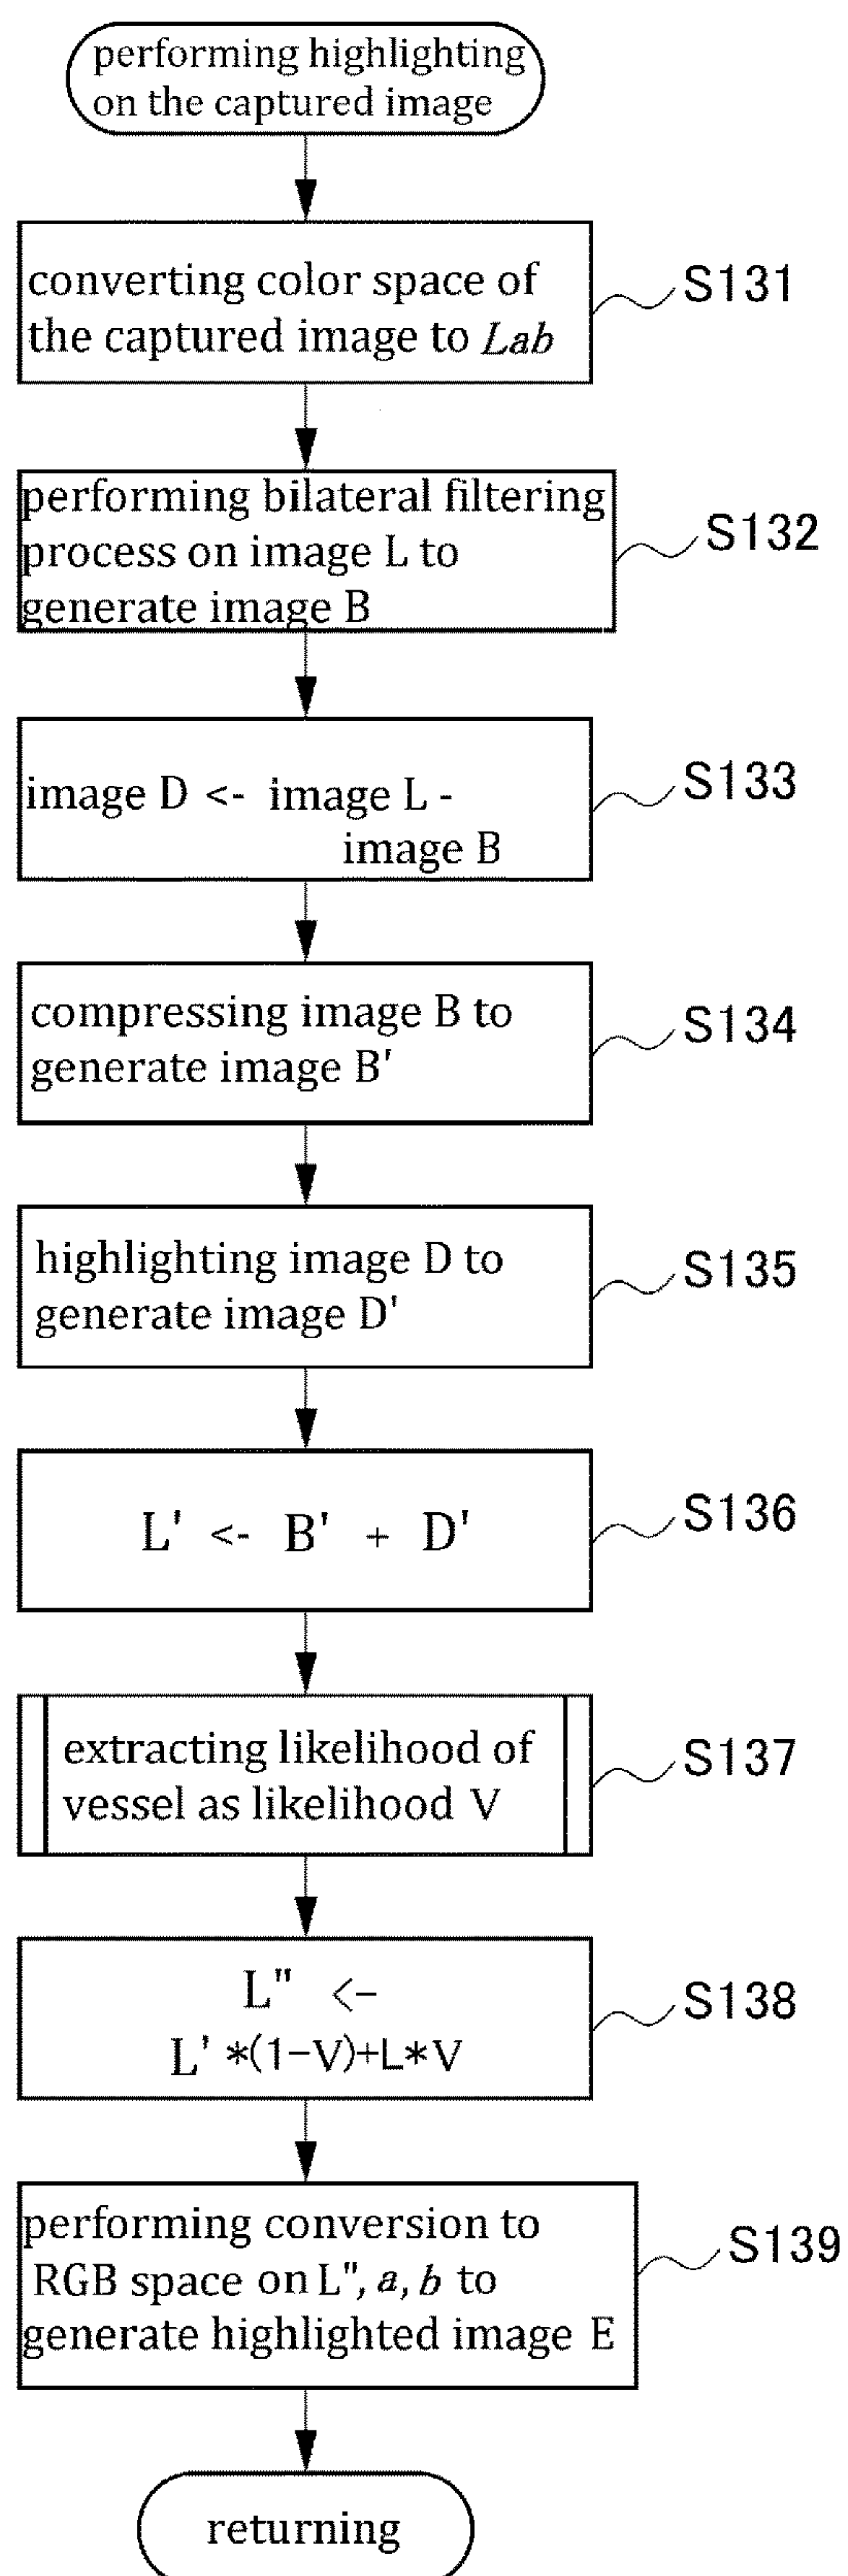 performing highlighting
on the captured image
converting color space of
the captured image to Lab
S131
performing bilateral filtering
process on image L to
generate image B
S132
image D <- image L -
image B
S133
compressing image B to
generate image B'
S134
highlighting image D to
generate image D'
S135
L' <- B' + D'
S136
extracting likelihood of
vessel as likelihood V
S137
L" <-
L' *(1-V)+L*V
S138
performing conversion to
RGB space on L", a, b to
generate highlighted image E
S139
returning